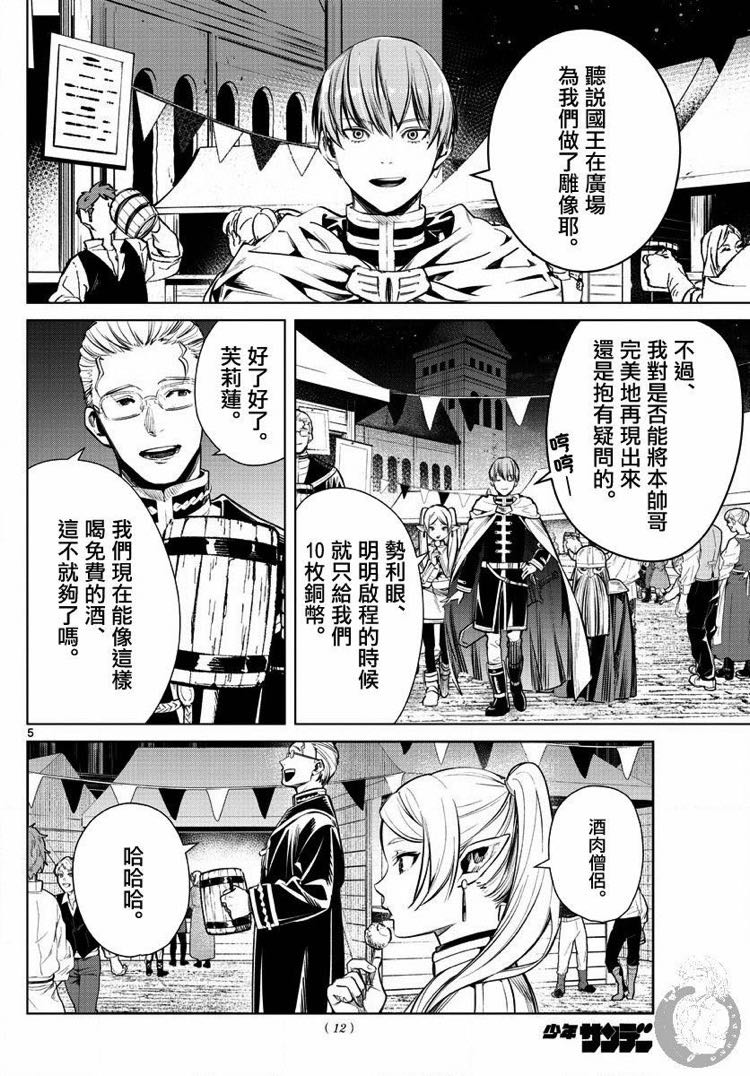 聽說國王在廣場
為我們做了雕像耶。
不過、
我對是否能將本帥哥
完美地再現出來
還是抱有疑問的。
哼
哼
勢利眼、
明明啟程的時候
就只給我們
10枚銅幣。
好了好了。
芙莉蓮。
我們現在能像這樣
喝免費的酒、
這不就夠了嗎。
5
酒肉僧侶。
哈哈哈。
(12)
少年サンデー